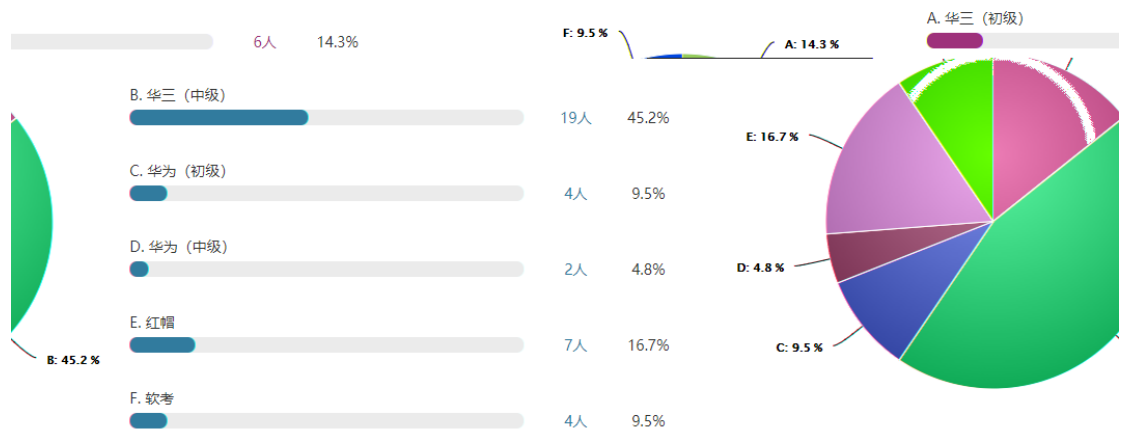 A. 华三（初级）
F: 9.5 %
A: 14.3 %
6人 14.3%
B. 华三（中级）
19人 45.2%
E: 16.7 %
C. 华为（初级）
4人 9.5%
D. 华为（中级）
2人 4.8%
D: 4.8 %
E. 红帽
7人 16.7%
C: 9.5 %
B: 45.2 %
F. 软考
4人 9.5%